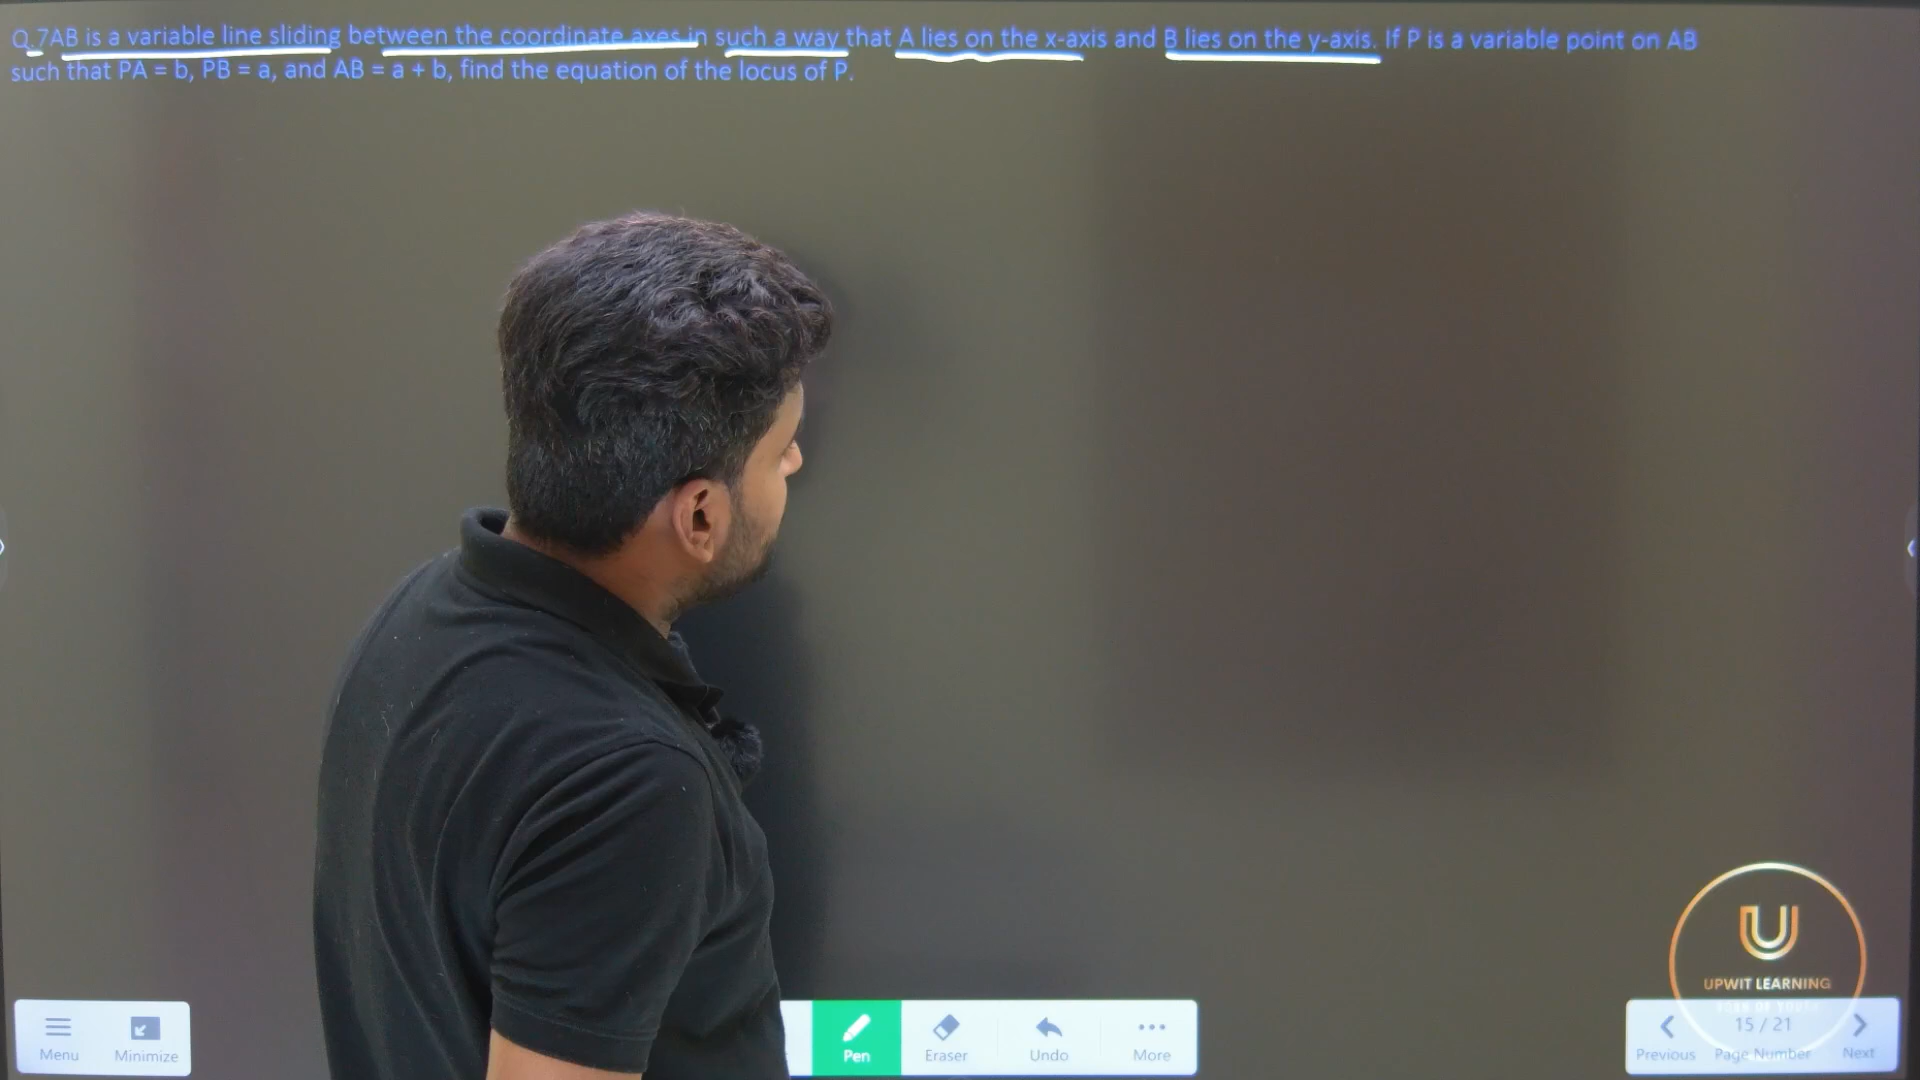 Q.7AB is a variable line sliding between the coordinate axes in such a way that A lies on the x-axis and B lies on the y-axis. If P is a variable point on AB
such that PA = b, PB = a, and AB = a + b, find the equation of the locus of P.
UPWIT LEARNING
15 / 21
Menu
Minimize
Pen
Eraser
Undo
More
Previous
Page Number
Next